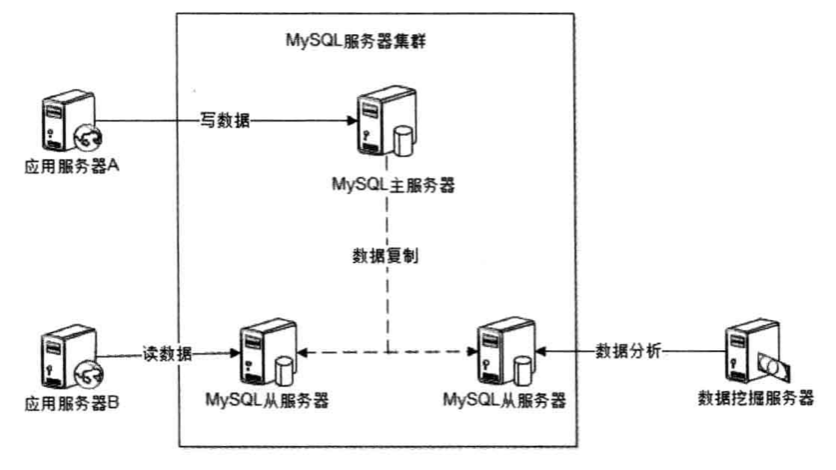 MySQL服务器集群
写数据
应用服务器A
MySQL主服务器
数据复制
读数据
数据分析
应用服务器B
MySQL从服务器
MySQL从服务器
数据挖掘服务器